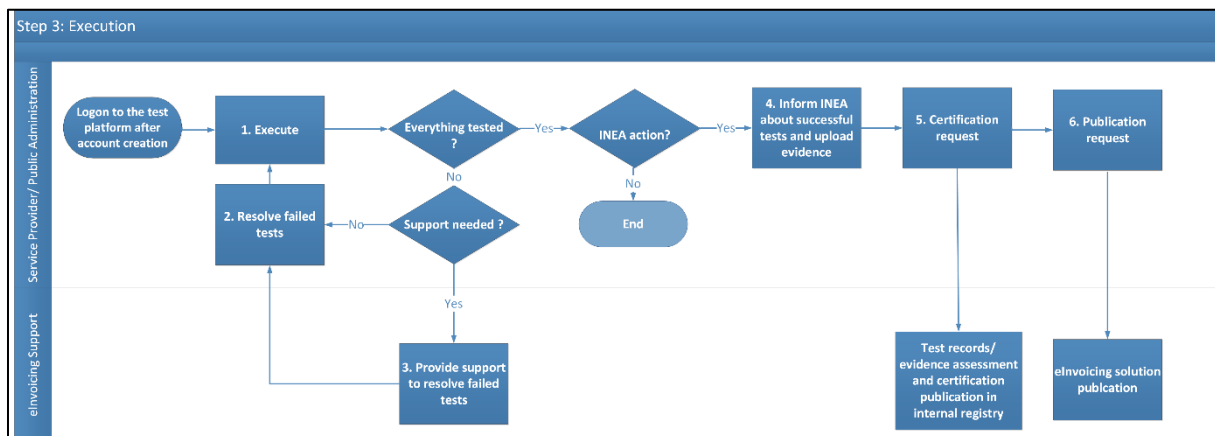 Step 3: Execution
Service Provider/ Public Administration
Logon to the test
platform after
account creation
1. Execute
Everything tested
?
Yes
INEA action?
Yes
4. Inform INEA
about successful
tests and upload
evidence
5. Certification
request
6. Publication
request
No
No
2. Resolve failed
tests
No
Support needed ?
End
Yes
eInvoicing Support
3. Provide support
to resolve failed
tests
Test records/
evidence assessment
and certification
publication in
internal registry
eInvoicing solution
publcation